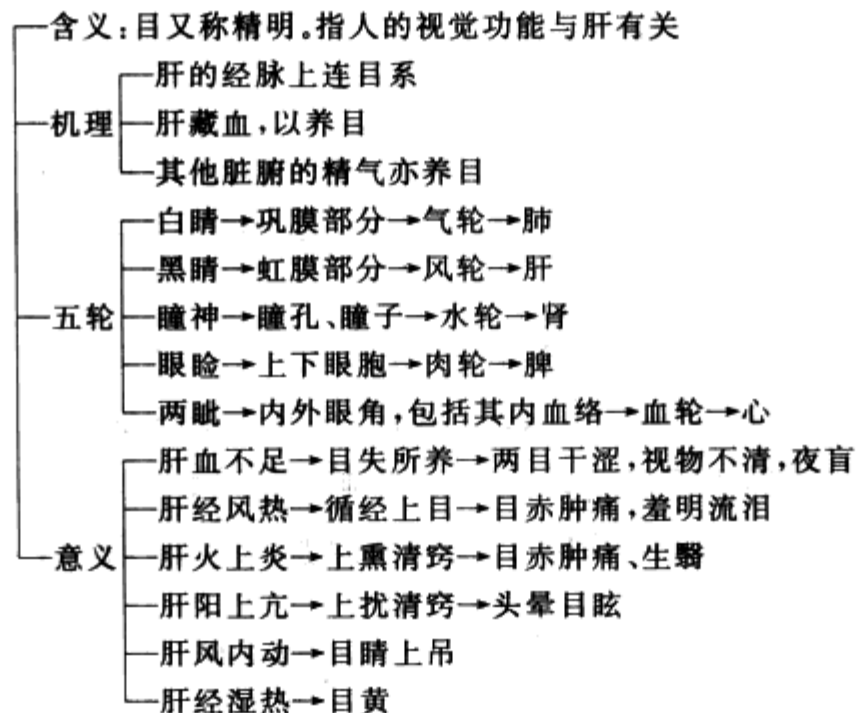 含义:目又称精明。指人的视觉功能与肝有关
肝的经脉上连目系
机理
肝藏血,以养目
其他脏腑的精气亦养目
白睛→巩膜部分→气轮→肺
黑睛→虹膜部分→风轮→肝
五轮
瞳神→瞳孔、瞳子→水轮→肾
眼睑→上下眼胞→肉轮→脾
两眦→内外眼角,包括其内血络→血轮→心
肝血不足→目失所养→两目干涩,视物不清,夜盲
肝经风热→循经上目→目赤肿痛,羞明流泪
意义
肝火上炎→上熏清窍→目赤肿痛、生翳
肝阳上亢→上扰清窍→头晕目眩
肝风内动→目睛上吊
肝经湿热→目黄